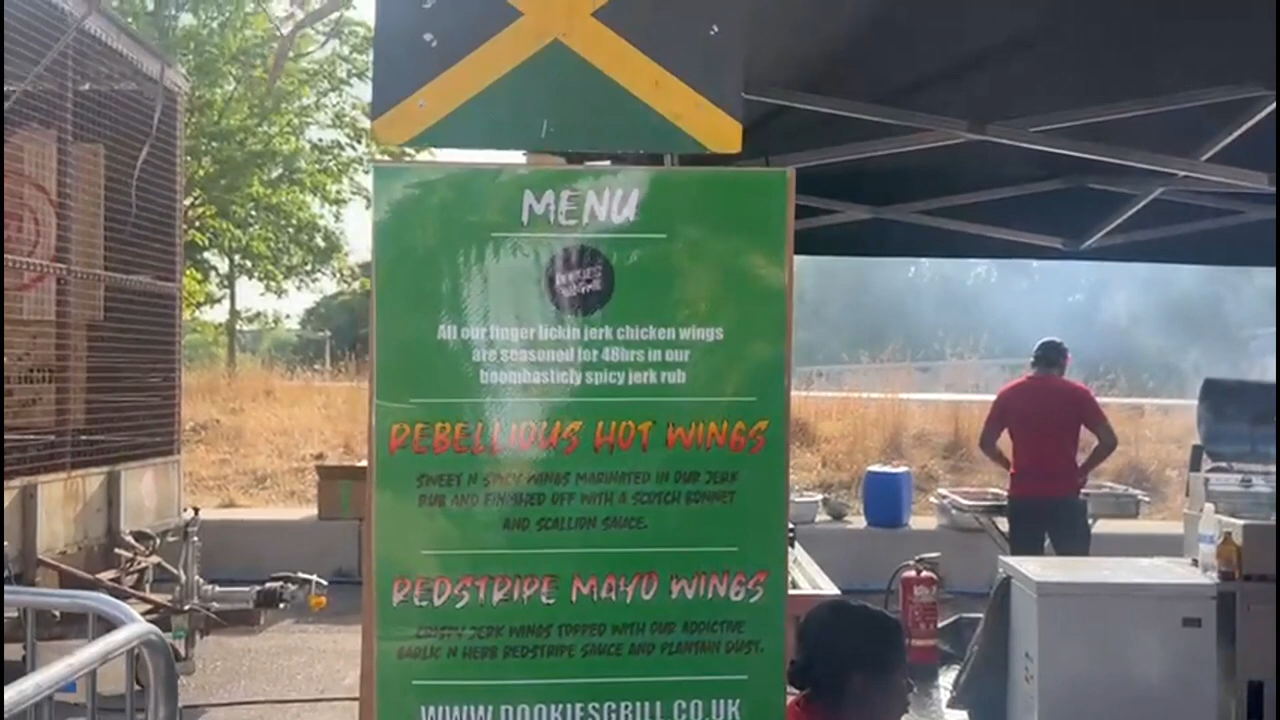 MENU
DOOKIES
All our finger lickin jerk chicken wings
are seasoned for 48hrs in our
boombasticly spicy jerk rub
REBELLIOUS HOT WINGS
SWEET N SPICY WINGS MARINATED IN OUR JERK
RUB AND FINISHED OFF WITH A SCOTCH BONNET
AND SCALLION SAUCE.
REDSTRIPE MAYO WINGS
CRISPY JERK WINGS TOPPED WITH OUR ADDICTIVE
GARLIC N HERB REDSTRIPE SAUCE AND PLANTAIN DUST.
WWW.DOOKIESGRILL.CO.UK